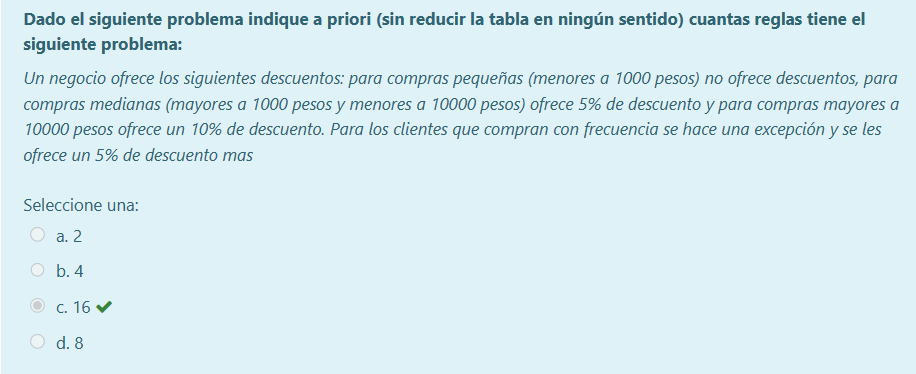 Dado el siguiente problema indique a priori (sin reducir la tabla en ningún sentido) cuantas reglas tiene el
siguiente problema:
Un negocio ofrece los siguientes descuentos: para compras pequeñas (menores a 1000 pesos) no ofrece descuentos, para
compras medianas (mayores a 1000 pesos y menores a 10000 pesos) ofrece 5% de descuento y para compras mayores a
10000 pesos ofrece un 10% de descuento. Para los clientes que compran con frecuencia se hace una excepción y se les
ofrece un 5% de descuento mas
Seleccione una:
a. 2
b. 4
c. 16
d. 8